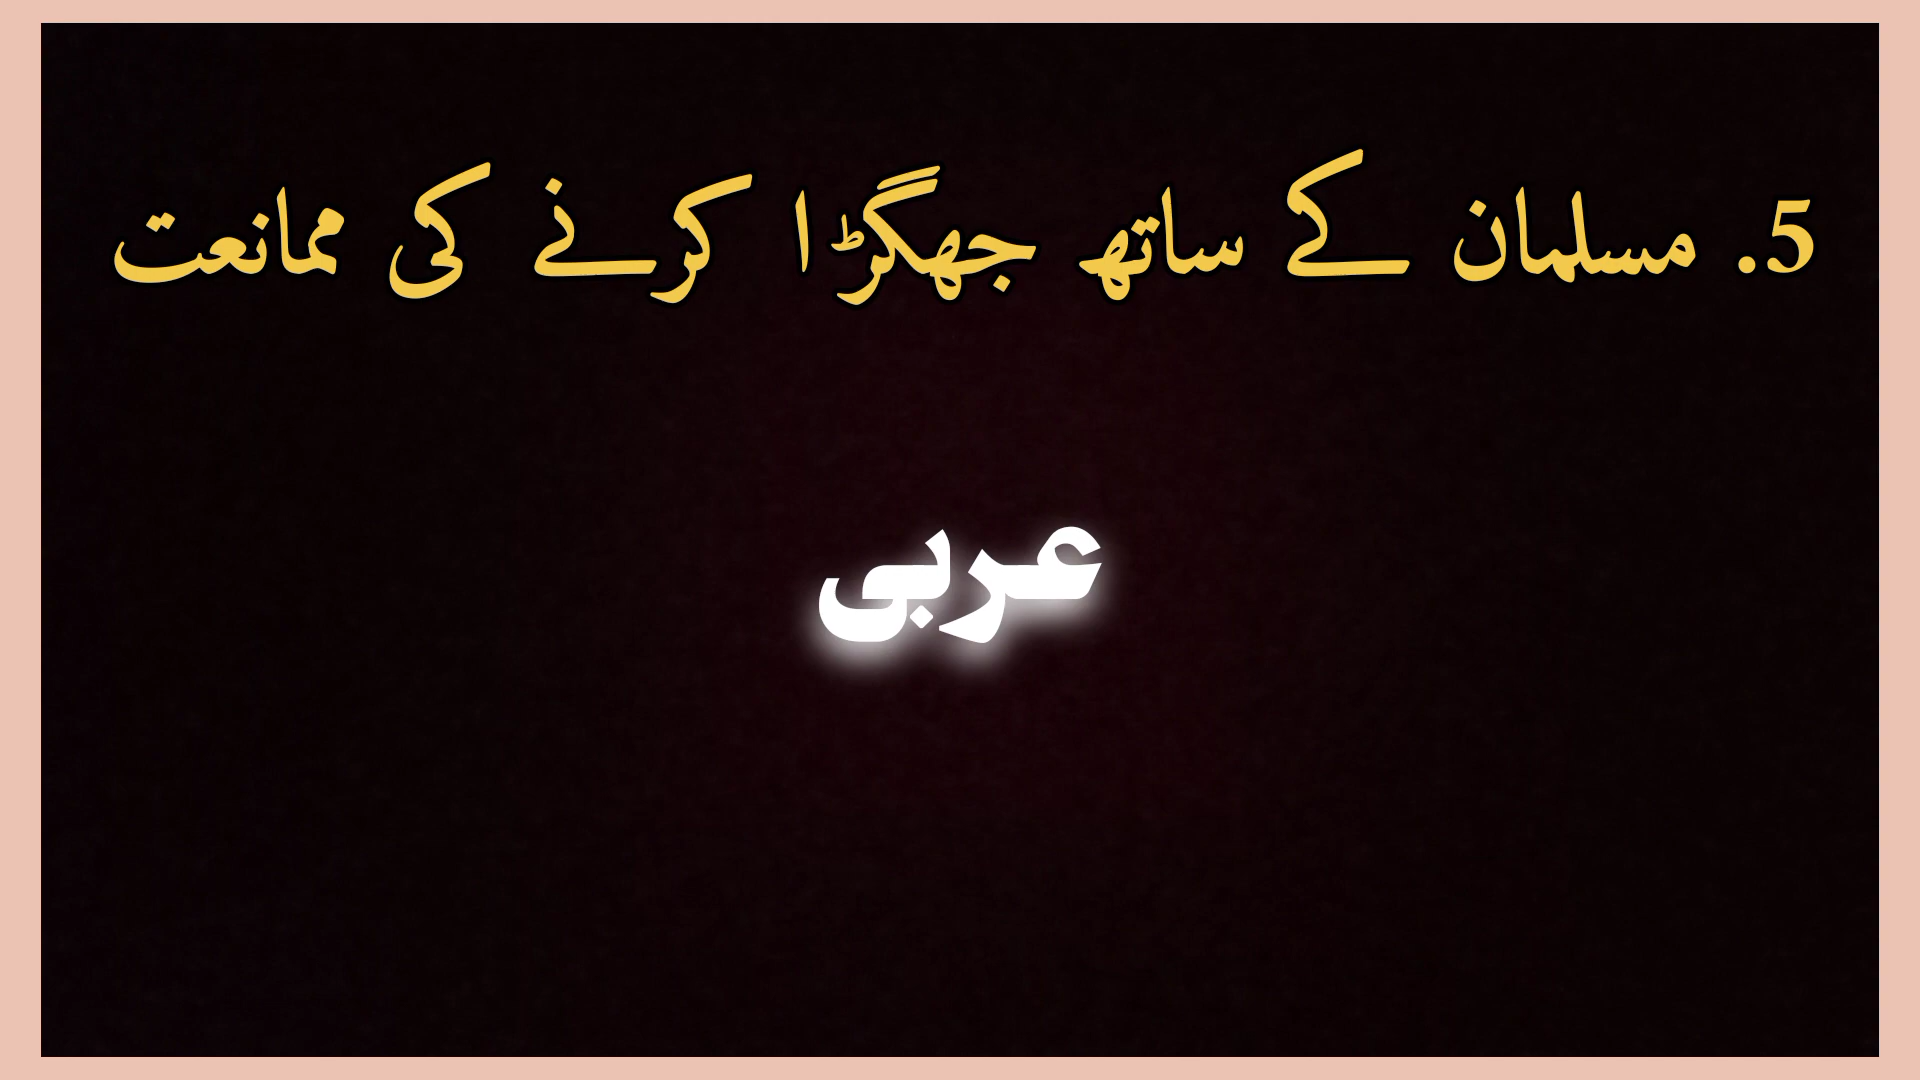 5. مسلمان کے ساتھ جھگڑا کرنے کی ممانعت
عربی